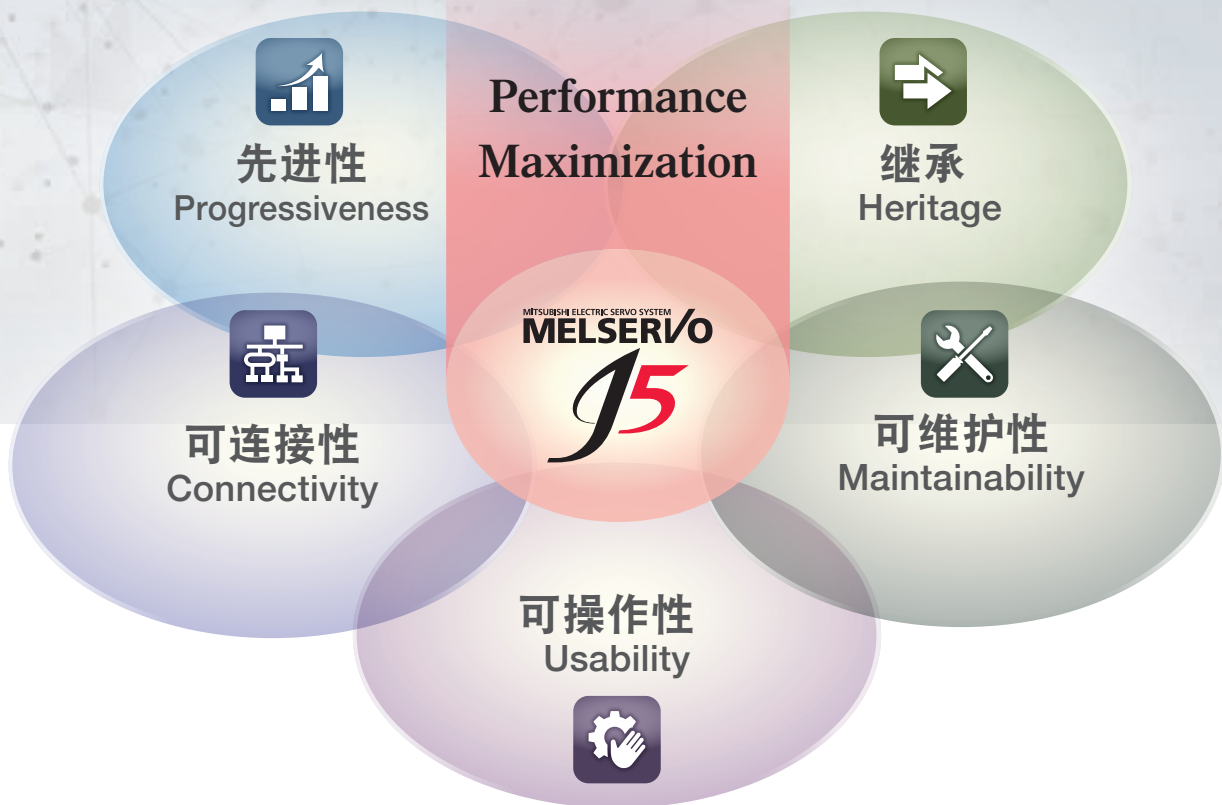 Performance
Maximization
先进性
Progressiveness
继承
Heritage
MITSUBISHI ELECTRIC SERVO SYSTEM
MELSERVO
J5
可连接性
Connectivity
可维护性
Maintainability
可操作性
Usability